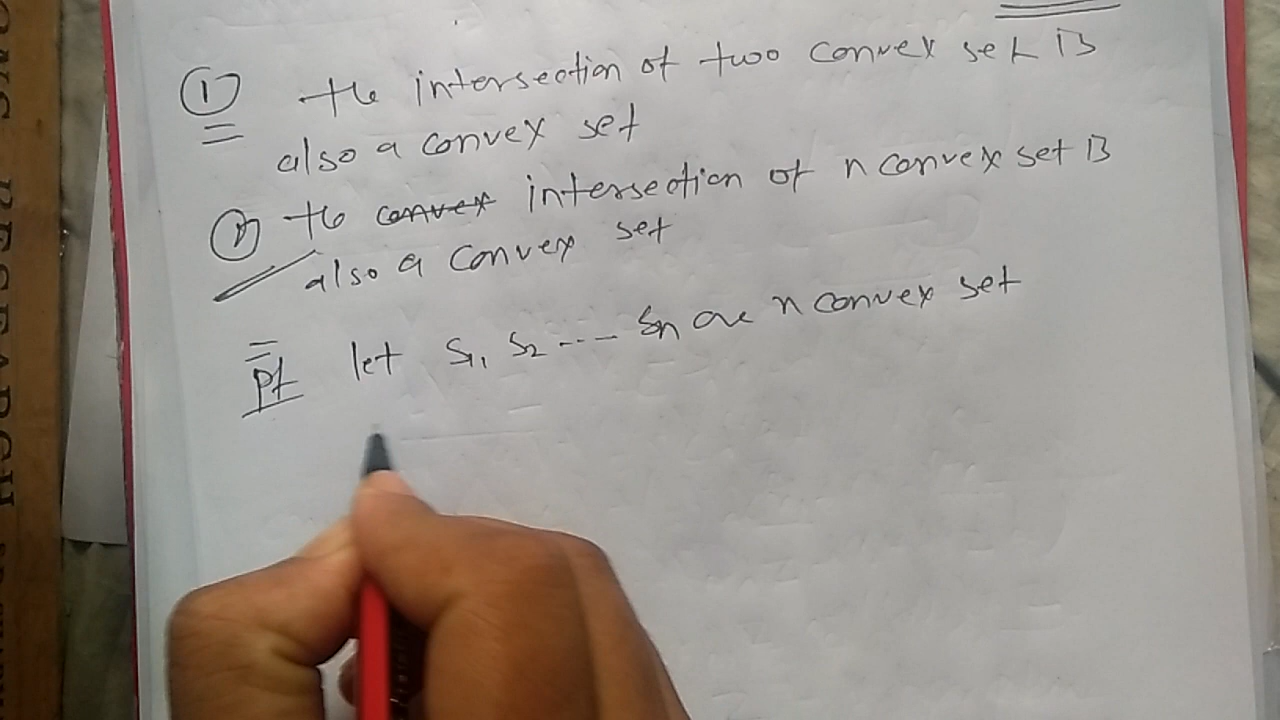 ① the intersection of two convex set is
also a convex set
② the convex intersection of n convex set is
also a convex set
Pf let S1, S2 ---- Sn are n convex set